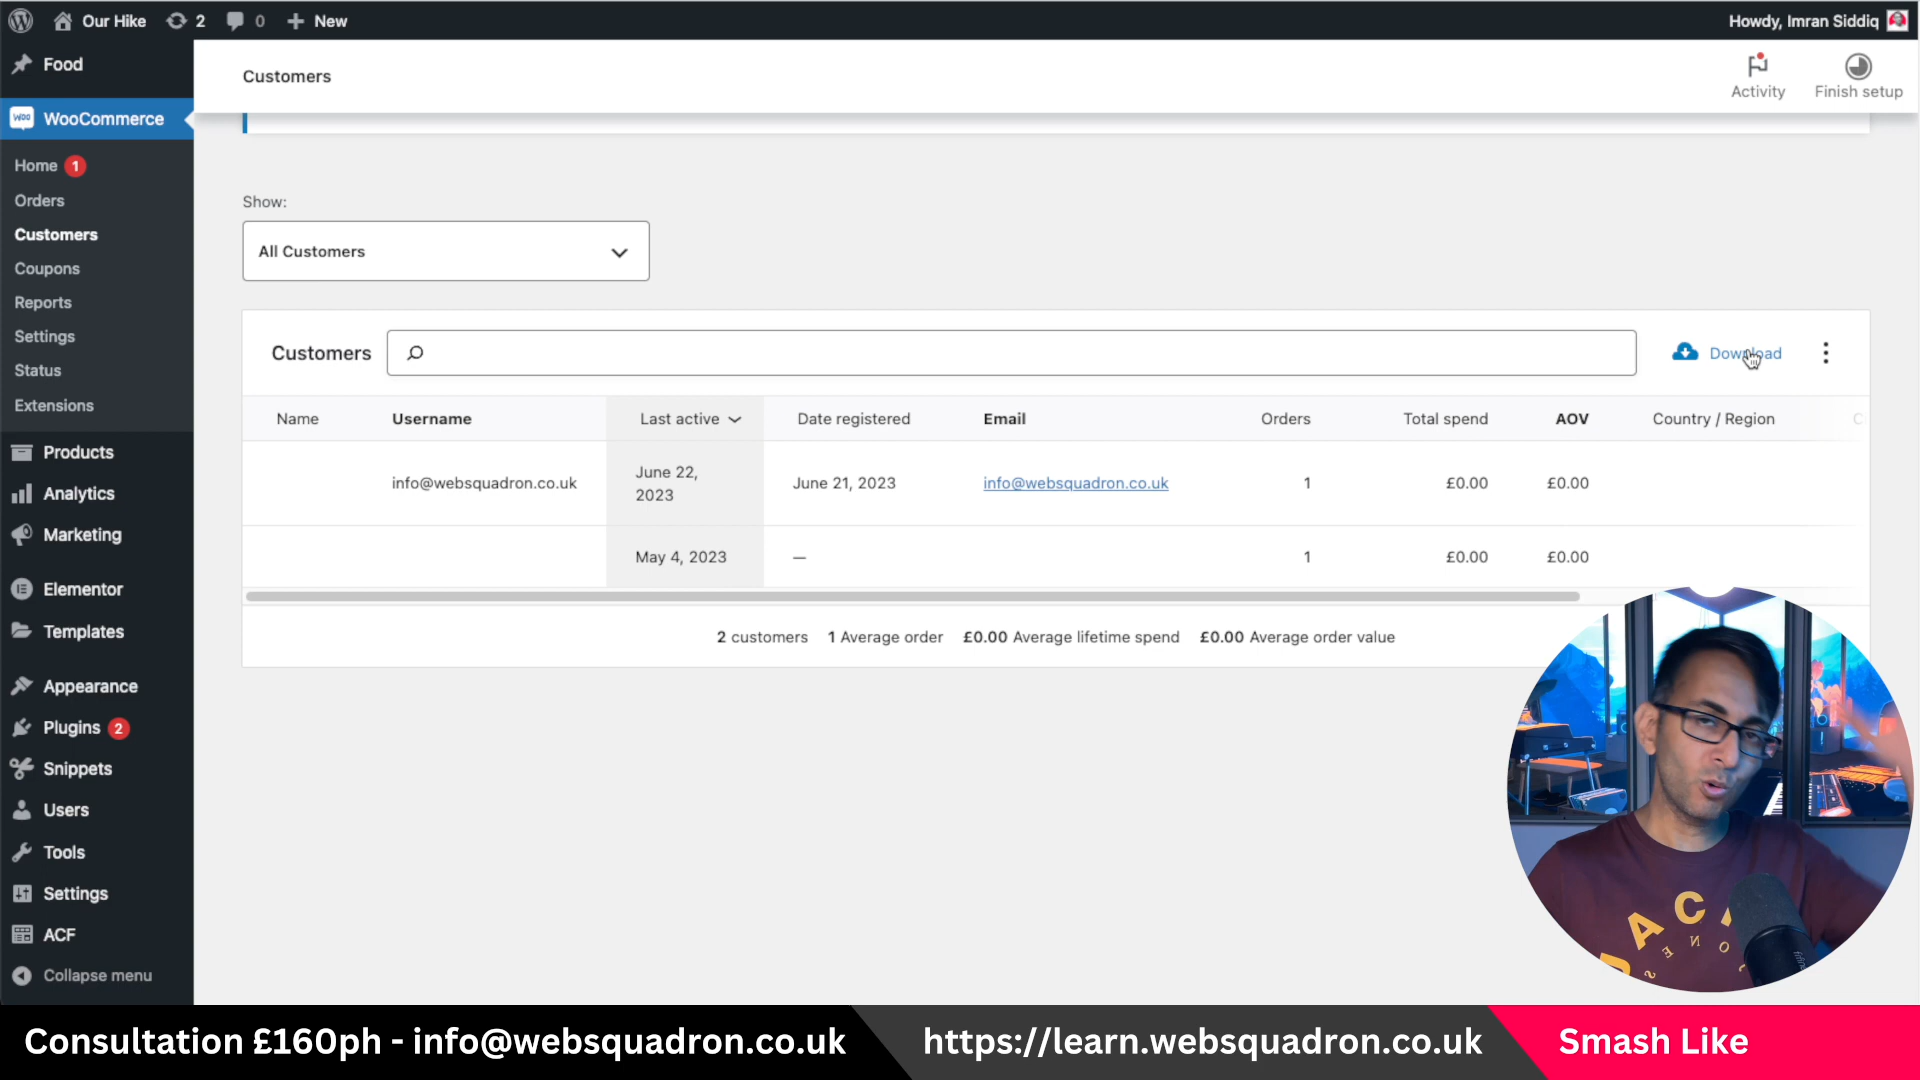 Our Hike 2 0 New Howdy, Imran Siddiq
Food
WooCommerce
Home 1
Orders
Customers
Coupons
Reports
Settings
Status
Extensions
Products
Analytics
Marketing
Elementor
Templates
Appearance
Plugins 2
Snippets
Users
Tools
Settings
ACF
Collapse menu
Customers
Activity
Finish setup
Show:
All Customers
Customers
Download
Name Username Last active Date registered Email Orders Total spend AOV Country / Region
info@websquadron.co.uk June 22, 2023 June 21, 2023 info@websquadron.co.uk 1 £0.00 £0.00
May 4, 2023 — 1 £0.00 £0.00
2 customers 1 Average order £0.00 Average lifetime spend £0.00 Average order value
Consultation £160ph - info@websquadron.co.uk
https://learn.websquadron.co.uk
Smash Like